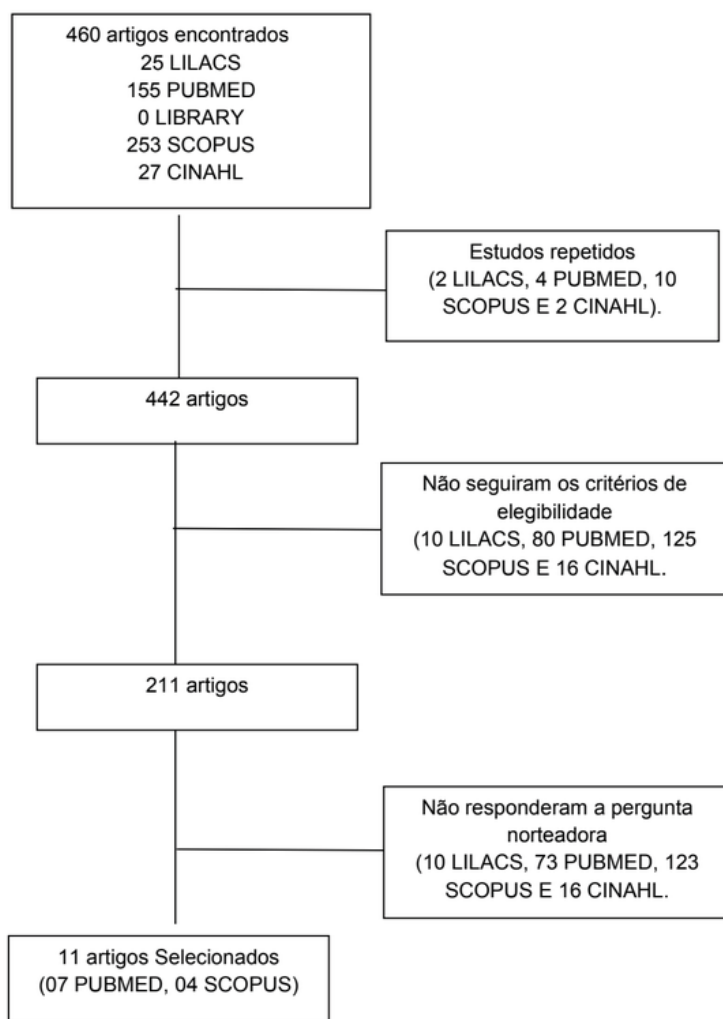 460 artigos encontrados
25 LILACS
155 PUBMED
0 LIBRARY
253 SCOPUS
27 CINAHL
Estudos repetidos
(2 LILACS, 4 PUBMED, 10
SCOPUS E 2 CINAHL).
442 artigos
Não seguiram os critérios de
elegibilidade
(10 LILACS, 80 PUBMED, 125
SCOPUS E 16 CINAHL.
211 artigos
Não responderam a pergunta
norteadora
(10 LILACS, 73 PUBMED, 123
SCOPUS E 16 CINAHL.
11 artigos Selecionados
(07 PUBMED, 04 SCOPUS)